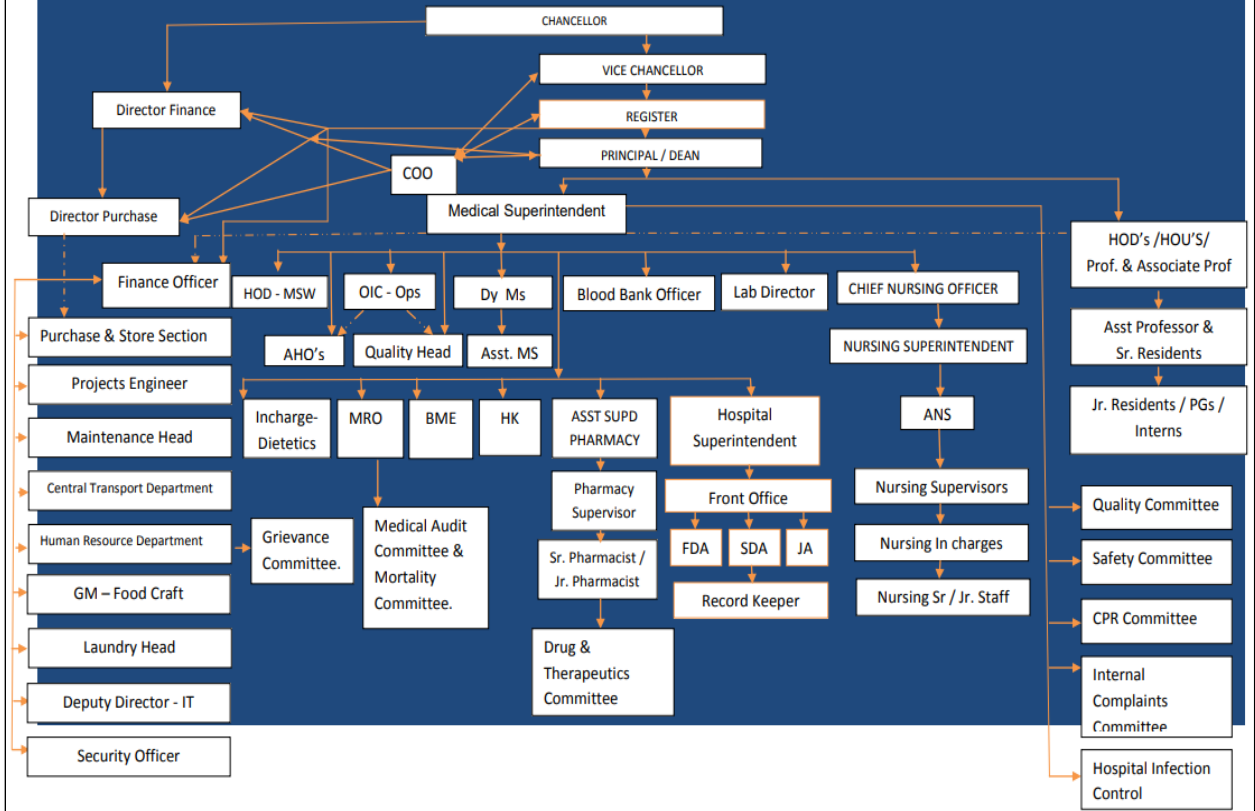 CHANCELLOR
VICE CHANCELLOR
Director Finance
REGISTER
PRINCIPAL / DEAN
COO
Director Purchase
Medical Superintendent
HOD's /HOU'S/
Prof. & Associate Prof
Finance Officer
HOD - MSW
OIC - Ops
Dy Ms
Blood Bank Officer
Lab Director
CHIEF NURSING OFFICER
Purchase & Store Section
AHO's
Quality Head
Asst. MS
NURSING SUPERINTENDENT
Asst Professor &
Sr. Residents
Projects Engineer
Incharge-
Dietetics
MRO
BME
HK
ASST SUPD
PHARMACY
Hospital
Superintendent
ANS
Jr. Residents / PGs /
Interns
Maintenance Head
Central Transport Department
Pharmacy
Supervisor
Front Office
Nursing Supervisors
Quality Committee
Human Resource Department
Grievance
Committee.
Medical Audit
Committee &
Mortality
Committee.
Sr. Pharmacist /
Jr. Pharmacist
FDA
SDA
JA
Nursing In charges
Safety Committee
GM – Food Craft
Record Keeper
Nursing Sr / Jr. Staff
CPR Committee
Laundry Head
Drug &
Therapeutics
Committee
Internal
Complaints
Committee
Deputy Director - IT
Security Officer
Hospital Infection
Control